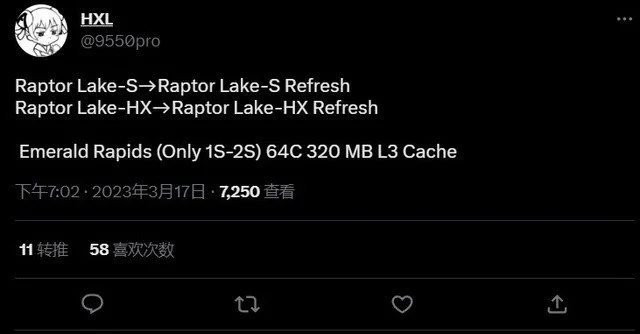 HXL
@9550pro
Raptor Lake-S→Raptor Lake-S Refresh
Raptor Lake-HX→Raptor Lake-HX Refresh
Emerald Rapids (Only 1S-2S) 64C 320 MB L3 Cache
下午7:02 · 2023年3月17日 · 7,250 查看
11 转推 58 喜欢次数